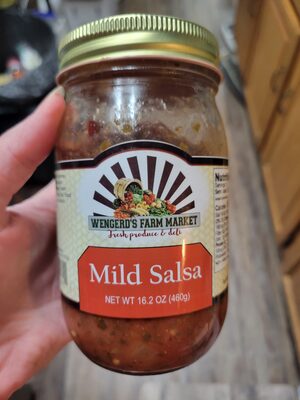 WENGERD'S FARM MARKET
Fresh produce & deli
Mild Salsa
NET WT 16.2 OZ (460g)